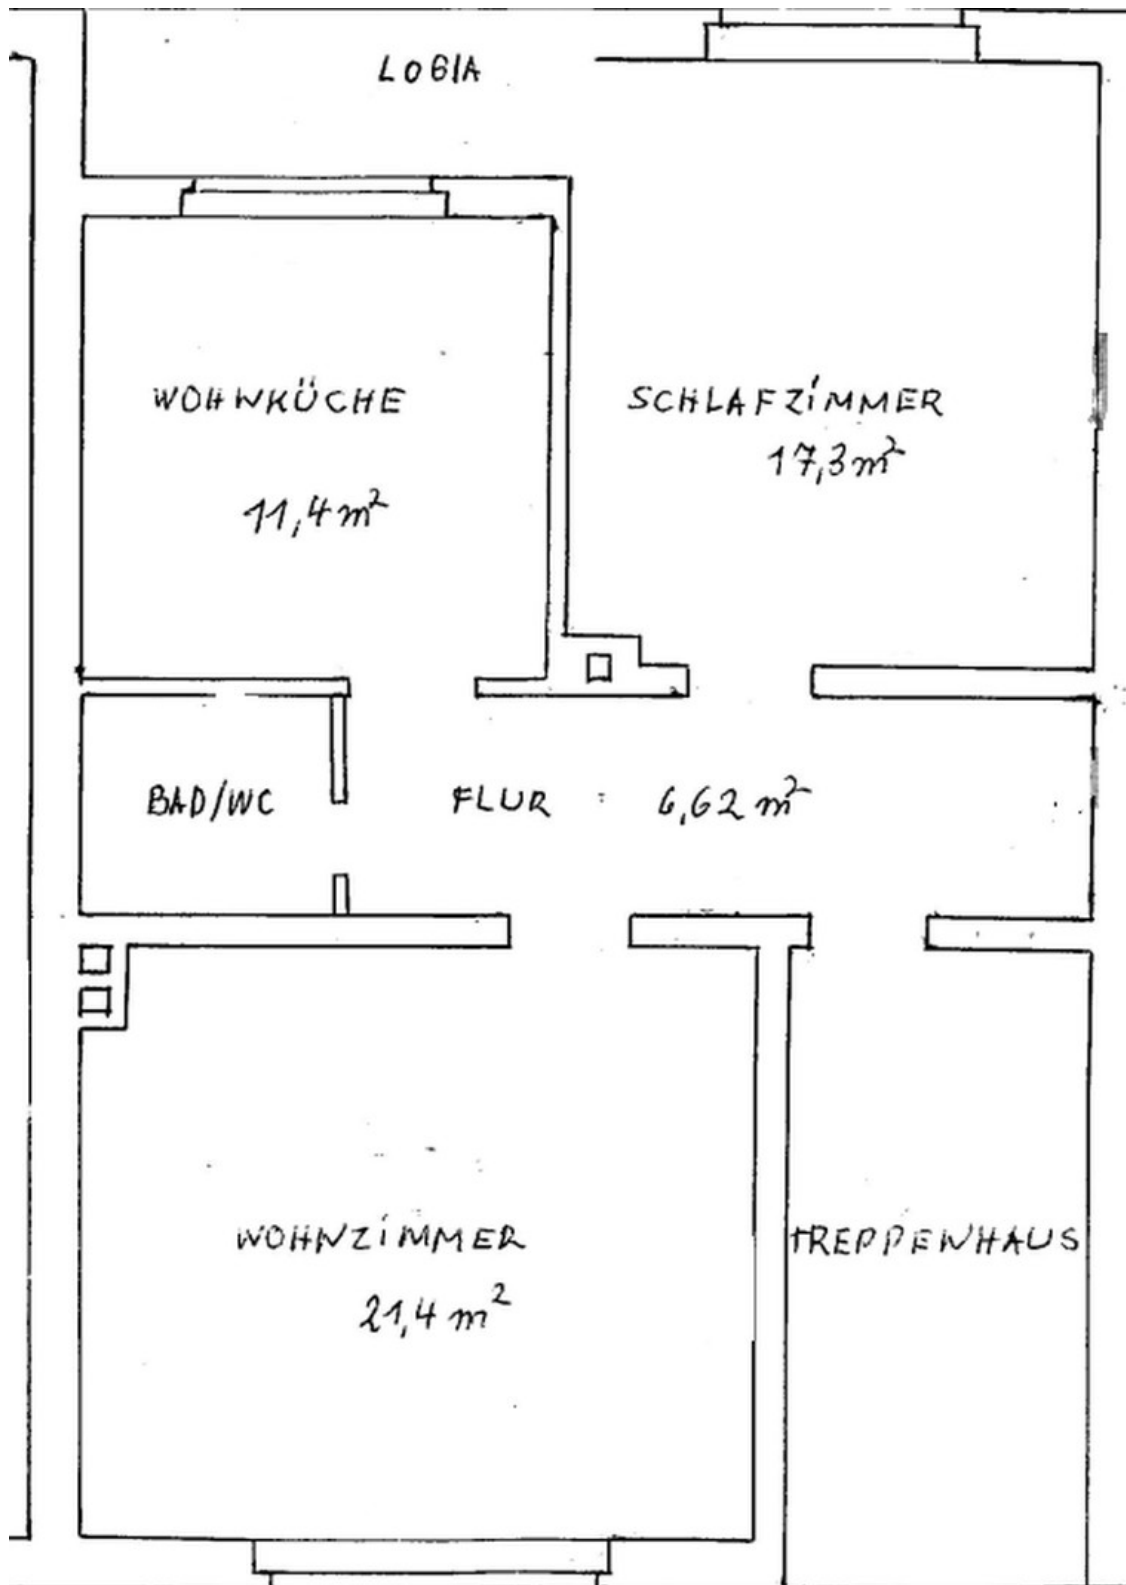 LOGIA
WOHNKÜCHE
11,4 m²
SCHLAFZIMMER
17,3 m²
BAD/WC
FLUR = 6,62 m²
WOHNZIMMER
21,4 m²
TREPPENHAUS